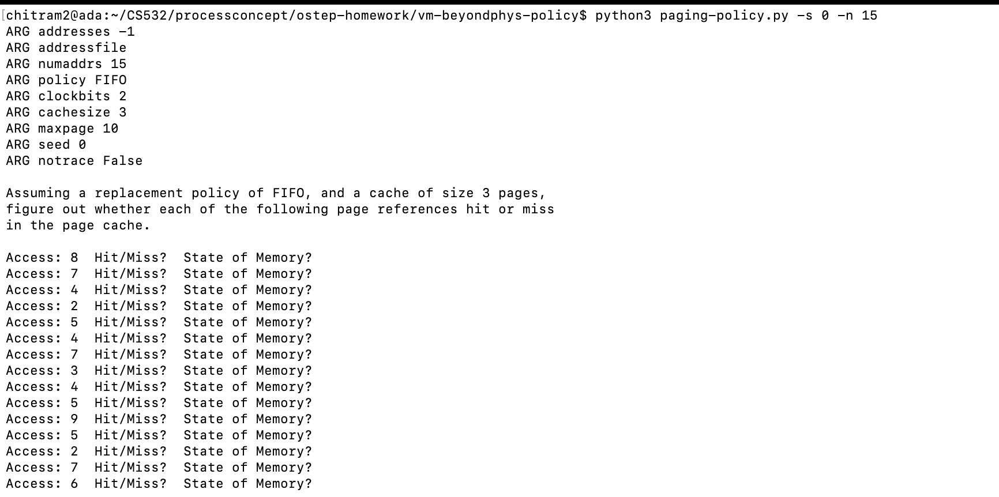 [chitram2@ada:~/CS532/processconcept/ostep-homework/vm-beyondphys-policy$ python3 paging-policy.py -s 0 -n 15
ARG addresses -1
ARG addressfile
ARG numaddrs 15
ARG policy FIFO
ARG clockbits 2
ARG cachesize 3
ARG maxpage 10
ARG seed 0
ARG notrace False
Assuming a replacement policy of FIFO, and a cache of size 3 pages,
figure out whether each of the following page references hit or miss
in the page cache.
Access: 8  Hit/Miss?  State of Memory?
Access: 7  Hit/Miss?  State of Memory?
Access: 4  Hit/Miss?  State of Memory?
Access: 2  Hit/Miss?  State of Memory?
Access: 5  Hit/Miss?  State of Memory?
Access: 4  Hit/Miss?  State of Memory?
Access: 7  Hit/Miss?  State of Memory?
Access: 3  Hit/Miss?  State of Memory?
Access: 4  Hit/Miss?  State of Memory?
Access: 5  Hit/Miss?  State of Memory?
Access: 9  Hit/Miss?  State of Memory?
Access: 5  Hit/Miss?  State of Memory?
Access: 2  Hit/Miss?  State of Memory?
Access: 7  Hit/Miss?  State of Memory?
Access: 6  Hit/Miss?  State of Memory?